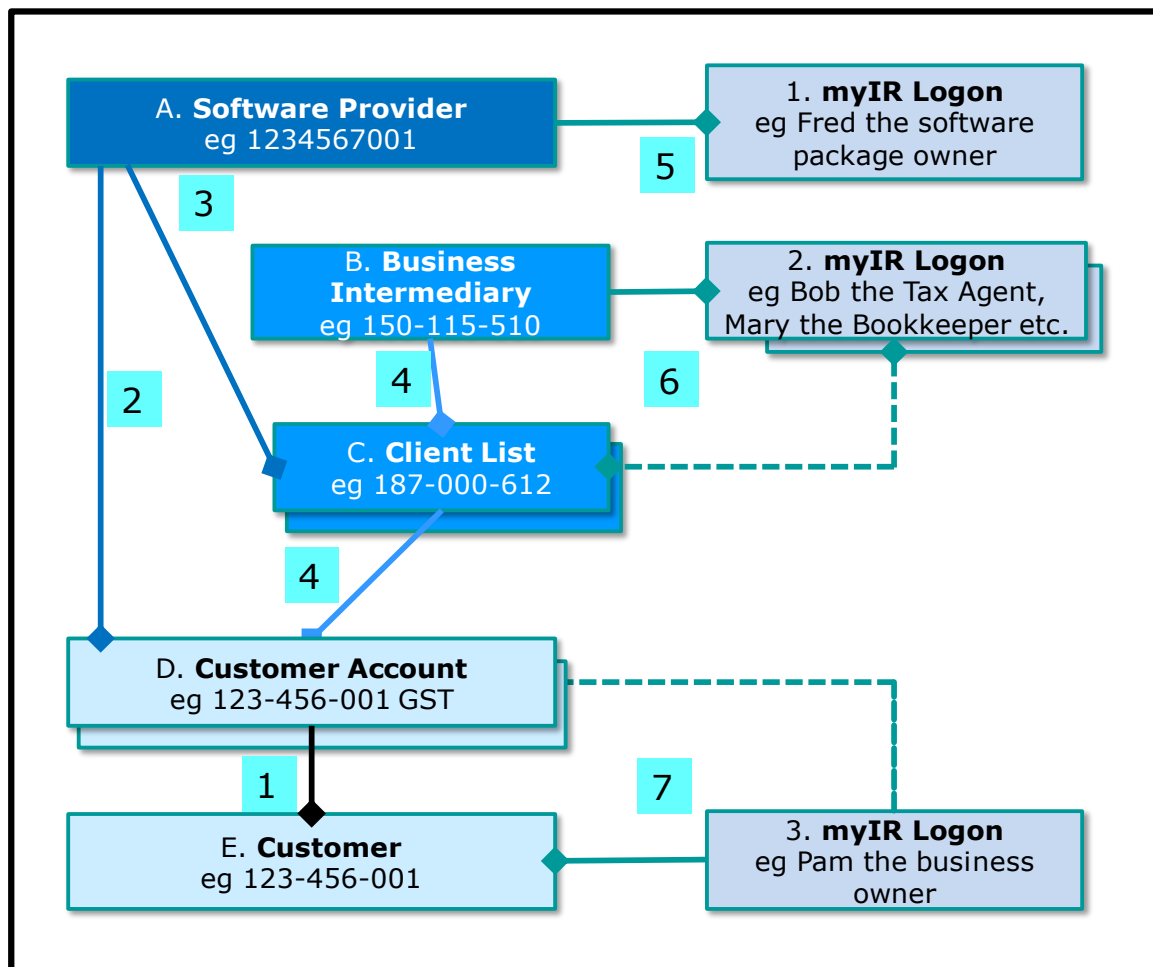 A. Software Provider
eg 1234567001
1. myIR Logon
eg Fred the software
package owner
5
3
B. Business
Intermediary
eg 150-115-510
2. myIR Logon
eg Bob the Tax Agent,
Mary the Bookkeeper etc.
4
6
2
C. Client List
eg 187-000-612
4
D. Customer Account
eg 123-456-001 GST
1
7
E. Customer
eg 123-456-001
3. myIR Logon
eg Pam the business
owner